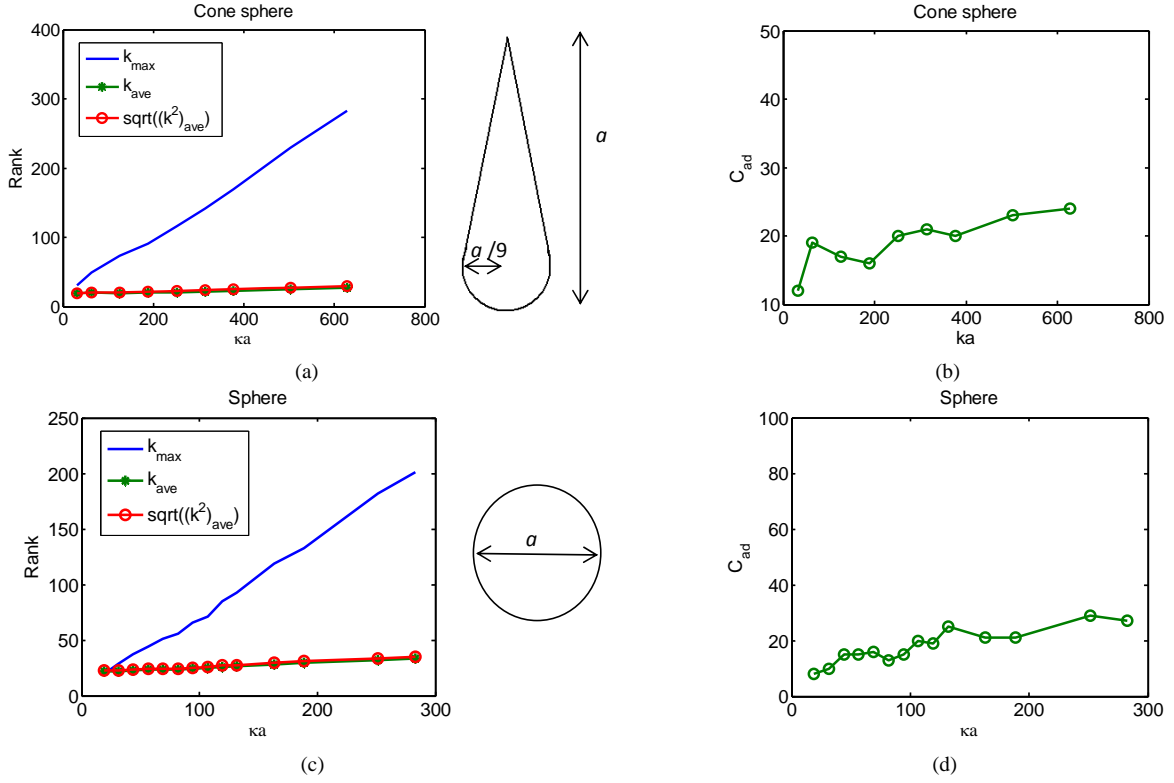 Cone sphere
400
300
200
100
0
Rank
k_max
k_ave
sqrt((k^2)_ave)
0 200 400 600 800
κa
a
a /9
(a)
Cone sphere
50
40
30
20
10
C_ad
0 200 400 600 800
ka
(b)
Sphere
250
200
150
100
50
0
Rank
k_max
k_ave
sqrt((k^2)_ave)
0 100 200 300
κa
a
(c)
Sphere
100
80
60
40
20
0
C_ad
0 100 200 300
κa
(d)